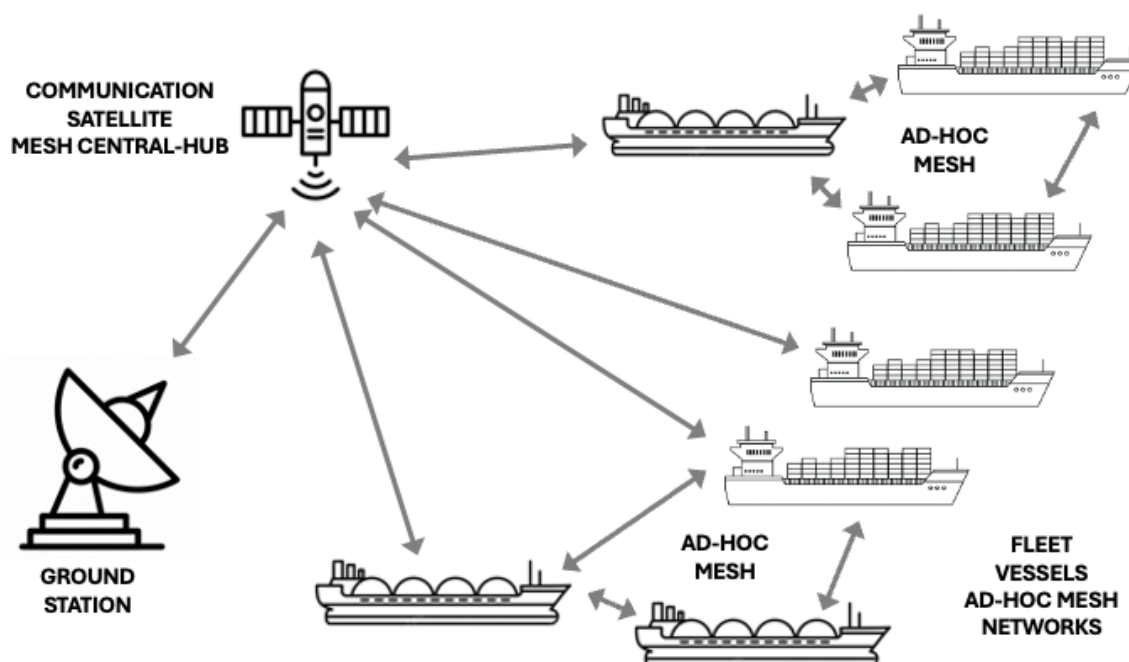 COMMUNICATION
SATELLITE
MESH CENTRAL-HUB
AD-HOC
MESH
GROUND
STATION
AD-HOC
MESH
FLEET
VESSELS
AD-HOC MESH
NETWORKS